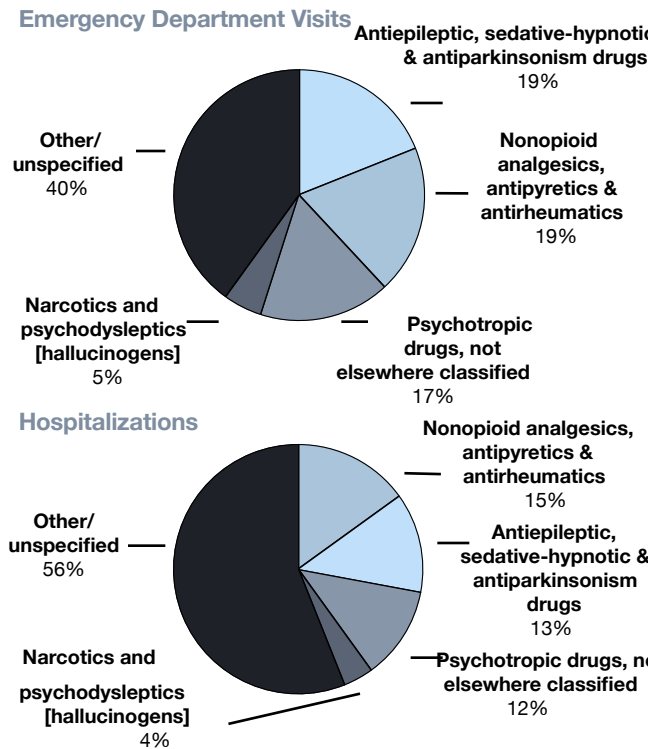 Emergency Department Visits
Antiepileptic, sedative-hypnotic
& antiparkinsonism drugs
19%
Nonopioid
analgesics,
antipyretics &
antirheumatics
19%
Psychotropic
drugs, not
elsewhere classified
17%
Narcotics and
psychodysleptics
[hallucinogens]
5%
Other/
unspecified
40%
Hospitalizations
Nonopioid analgesics,
antipyretics &
antirheumatics
15%
Antiepileptic,
sedative-hypnotic &
antiparkinsonism
drugs
13%
Psychotropic drugs,
elsewhere classified
12%
Narcotics and
psychodysleptics
[hallucinogens]
4%
Other/
unspecified
56%